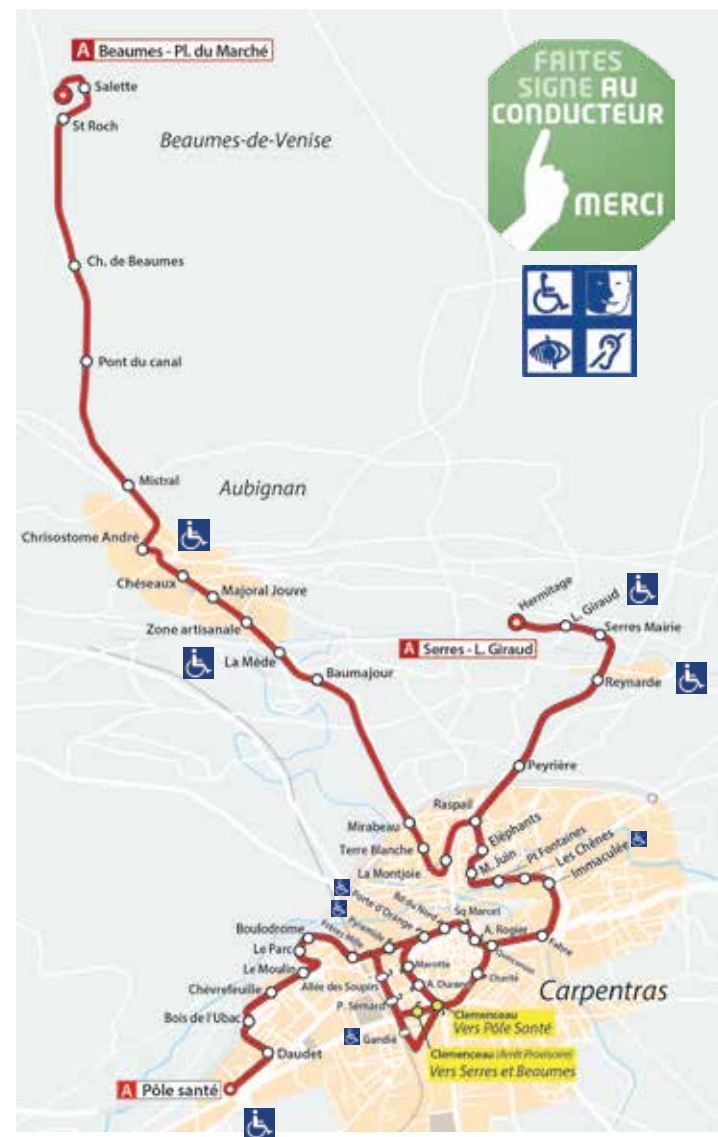 A Beaumes - Pl. du Marché
Salette
St Roch
Beaumes-de-Venise
FAITES
SIGNE AU
CONDUCTEUR
MERCI
Ch. de Beaumes
Pont du canal
Mistral
Aubignan
Chrisostome André
Chéseaux
Majoral Jouve
Zone artisanale
La Mède
Baumajour
Hermitage
L. Giraud
Serres Mairie
A Serres - L. Giraud
Reynarde
Peyrière
Raspail
Mirabeau
Terre Blanche
La Montjoie
Eléphants
M. Juin
Pt Fontaines
Les Chênes
Immaculée
Porte d'Orange
Bd du Nord
Sq Marcel
A. Rogier
Pyramide
Frères Mille
Boulodrome
Le Parc
Le Moulin
Chèvrefeuille
Bois de l'Ubac
Daudet
A Pôle santé
Allée des Soupirs
P. Sémard
Gandié
Marotte
A. Durand
Charité
Fabre
Carpentras
Clemenceau
Vers Pôle Santé
Clemenceau (Arrêt Provisoire)
Vers Serres et Beaumes